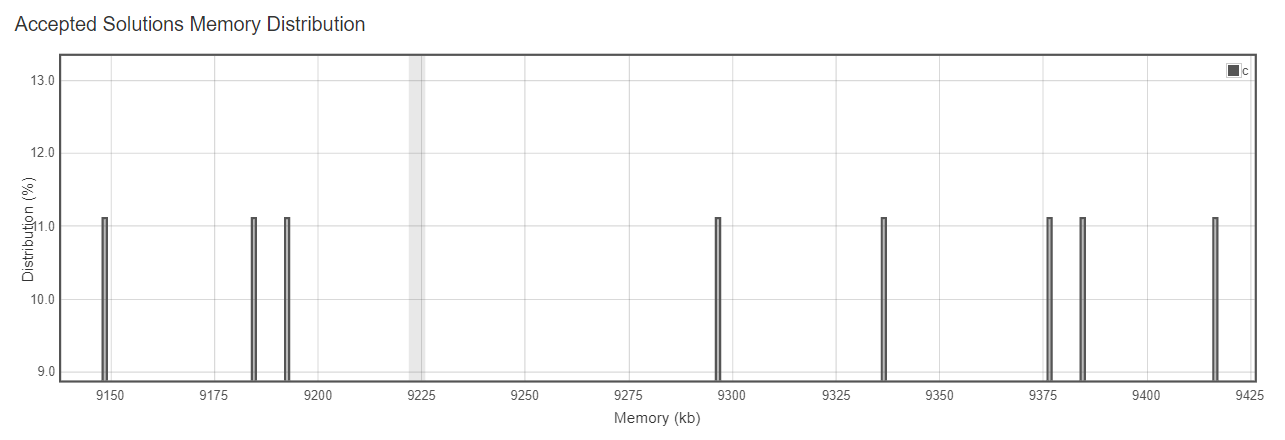 Accepted Solutions Memory Distribution
c
13.0
12.0
11.0
10.0
9.0
Distribution (%)
9150 9175 9200 9225 9250 9275 9300 9325 9350 9375 9400 9425
Memory (kb)